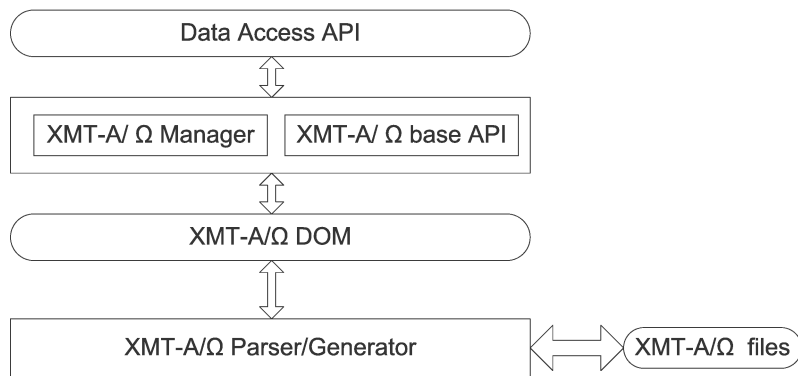 Data Access API
XMT-A/ Ω Manager
XMT-A/ Ω base API
XMT-A/Ω DOM
XMT-A/Ω Parser/Generator
XMT-A/Ω files